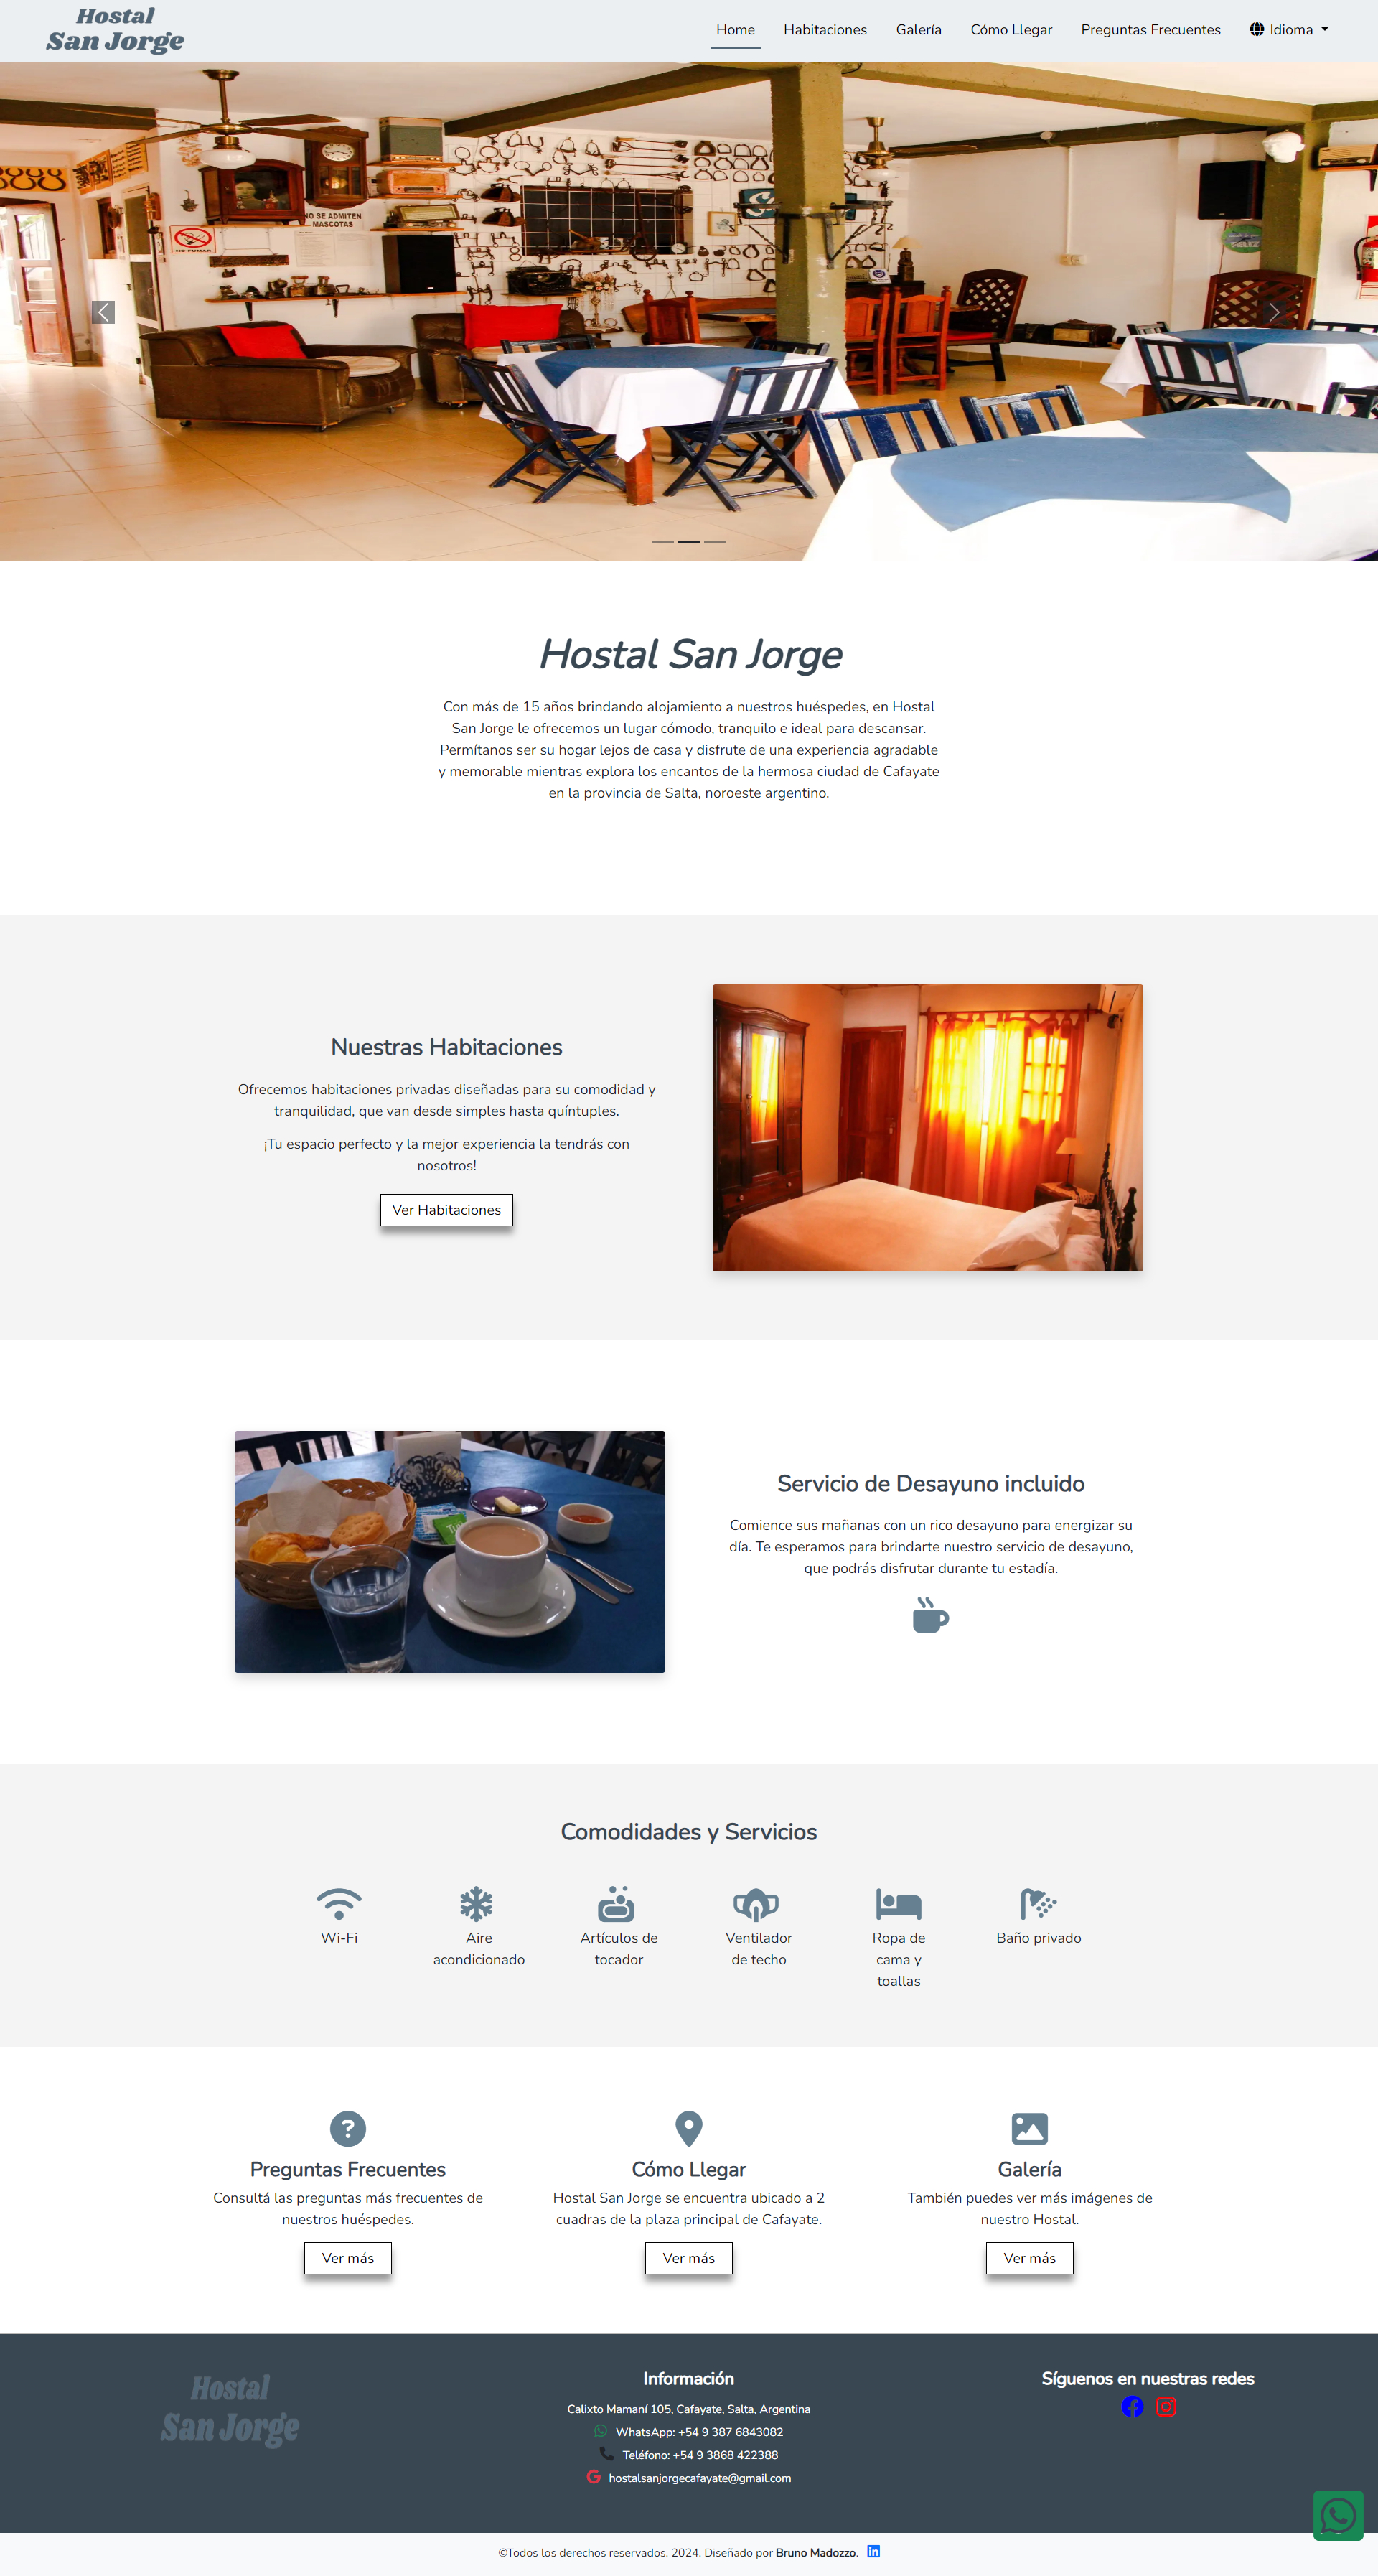 Hostal
San Jorge
Home
Habitaciones
Galería
Cómo Llegar
Preguntas Frecuentes
Idioma
NO SE ADMITEN
MASCOTAS
NO FUMAR
Hostal San Jorge
Con más de 15 años brindando alojamiento a nuestros huéspedes, en Hostal
San Jorge le ofrecemos un lugar cómodo, tranquilo e ideal para descansar.
Permítanos ser su hogar lejos de casa y disfrute de una experiencia agradable
y memorable mientras explora los encantos de la hermosa ciudad de Cafayate
en la provincia de Salta, noroeste argentino.
Nuestras Habitaciones
Ofrecemos habitaciones privadas diseñadas para su comodidad y
tranquilidad, que van desde simples hasta quíntuples.
¡Tu espacio perfecto y la mejor experiencia la tendrás con
nosotros!
Ver Habitaciones
Servicio de Desayuno incluido
Comience sus mañanas con un rico desayuno para energizar su
día. Te esperamos para brindarte nuestro servicio de desayuno,
que podrás disfrutar durante tu estadía.
Comodidades y Servicios
Wi-Fi
Aire
acondicionado
Artículos de
tocador
Ventilador
de techo
Ropa de
cama y
toallas
Baño privado
Preguntas Frecuentes
Consultá las preguntas más frecuentes de
nuestros huéspedes.
Ver más
Cómo Llegar
Hostal San Jorge se encuentra ubicado a 2
cuadras de la plaza principal de Cafayate.
Ver más
Galería
También puedes ver más imágenes de
nuestro Hostal.
Ver más
Hostal
San Jorge
Información
Calixto Mamaní 105, Cafayate, Salta, Argentina
WhatsApp: +54 9 387 6843082
Teléfono: +54 9 3868 422388
hostalsanjorgecafayate@gmail.com
Síguenos en nuestras redes
©Todos los derechos reservados. 2024. Diseñado por Bruno Madozzo.